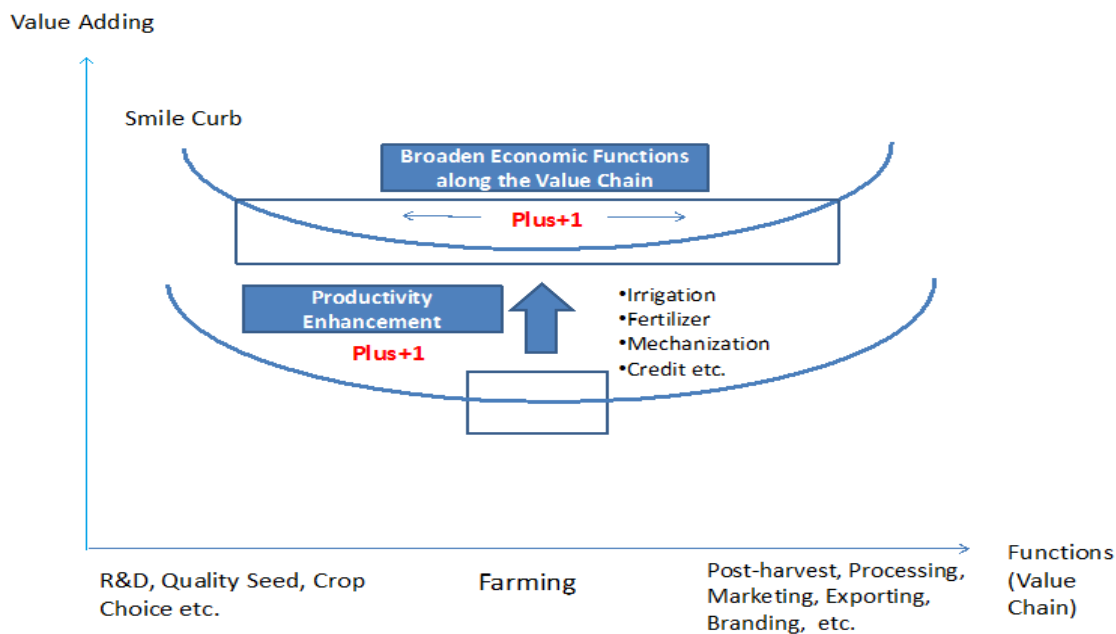 Value Adding
Smile Curb
Broaden Economic Functions
along the Value Chain
Plus+1
Productivity
Enhancement
Plus+1
•Irrigation
•Fertilizer
•Mechanization
•Credit etc.
R&D, Quality Seed, Crop
Choice etc.
Farming
Post-harvest, Processing,
Marketing, Exporting,
Branding, etc.
Functions
(Value
Chain)